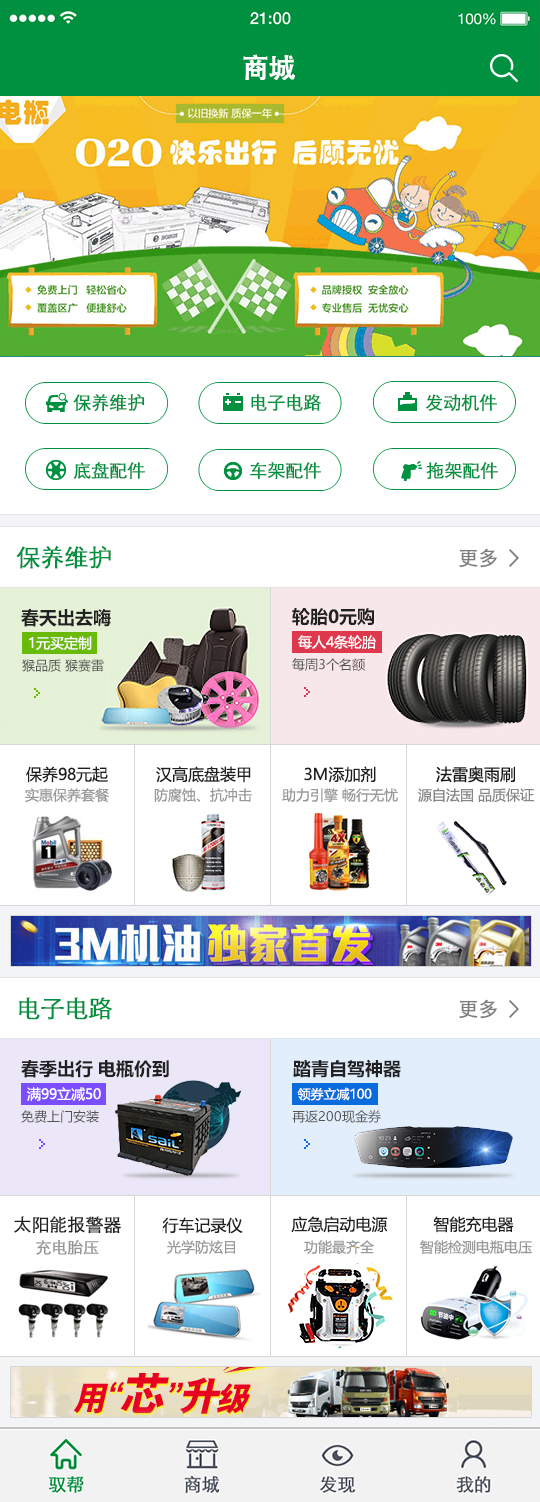 21:00
100%
商城
电瓶
以旧换新 质保一年
O2O 快乐出行 后顾无忧
免费上门 轻松省心
覆盖区广 便捷舒心
品牌授权 安全放心
专业售后 无忧安心
保养维护
电子电路
发动机件
底盘配件
车架配件
拖架配件
保养维护
更多
春天出去嗨
1元买定制
猴品质 猴赛雷
轮胎0元购
每人4条轮胎
每周3个名额
保养98元起
实惠保养套餐
汉高底盘装甲
防腐蚀、抗冲击
3M添加剂
助力引擎 畅行无忧
法雷奥雨刷
源自法国 品质保证
Mobil
1
4X
3M机油独家首发
3M
电子电路
更多
春季出行 电瓶价到
满99立减50
免费上门安装
SAIL
踏青自驾神器
领券立减100
再返200现金券
10:23
太阳能报警器
充电胎压
行车记录仪
光学防炫目
应急启动电源
功能最齐全
智能充电器
智能检测电瓶电压
节油中
用“芯”升级
驭帮
商城
发现
我的